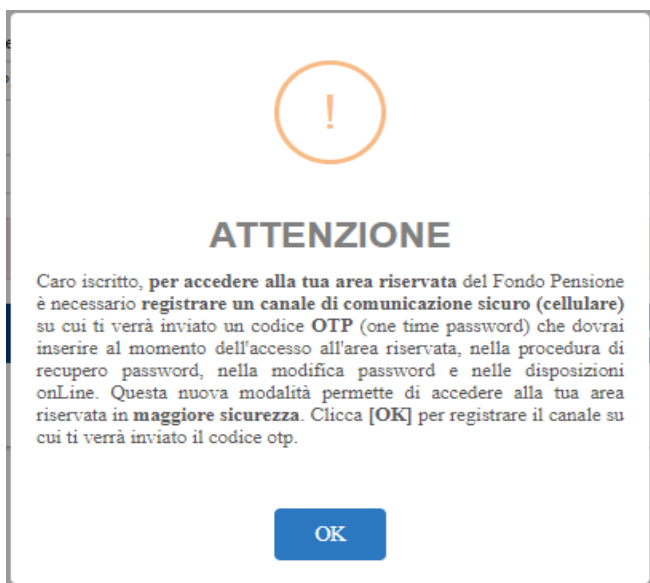 !
ATTENZIONE
Caro iscritto, per accedere alla tua area riservata del Fondo Pensione
è necessario registrare un canale di comunicazione sicuro (cellulare)
su cui ti verrà inviato un codice OTP (one time password) che dovrai
inserire al momento dell'accesso all'area riservata, nella procedura di
recupero password, nella modifica password e nelle disposizioni
onLine. Questa nuova modalità permette di accedere alla tua area
riservata in maggiore sicurezza. Clicca [OK] per registrare il canale su
cui ti verrà inviato il codice otp.
OK